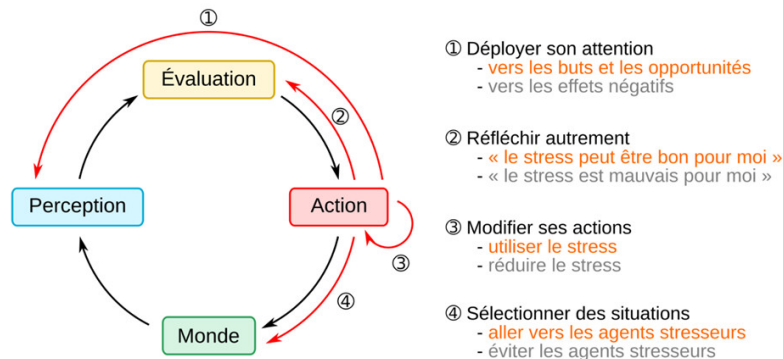 ①
Évaluation
②
Perception
Action
③
④
Monde
① Déployer son attention
- vers les buts et les opportunités
- vers les effets négatifs
② Réfléchir autrement
- « le stress peut être bon pour moi »
- « le stress est mauvais pour moi »
③ Modifier ses actions
- utiliser le stress
- réduire le stress
④ Sélectionner des situations
- aller vers les agents stresseurs
- éviter les agents stresseurs